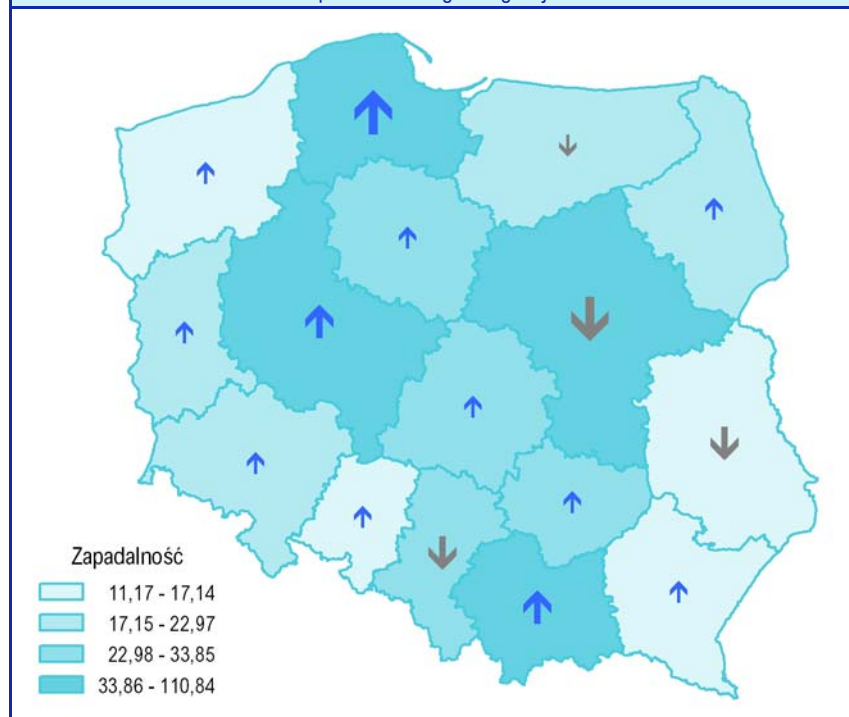 Zapadalność
11,17 - 17,14
17,15 - 22,97
22,98 - 33,85
33,86 - 110,84